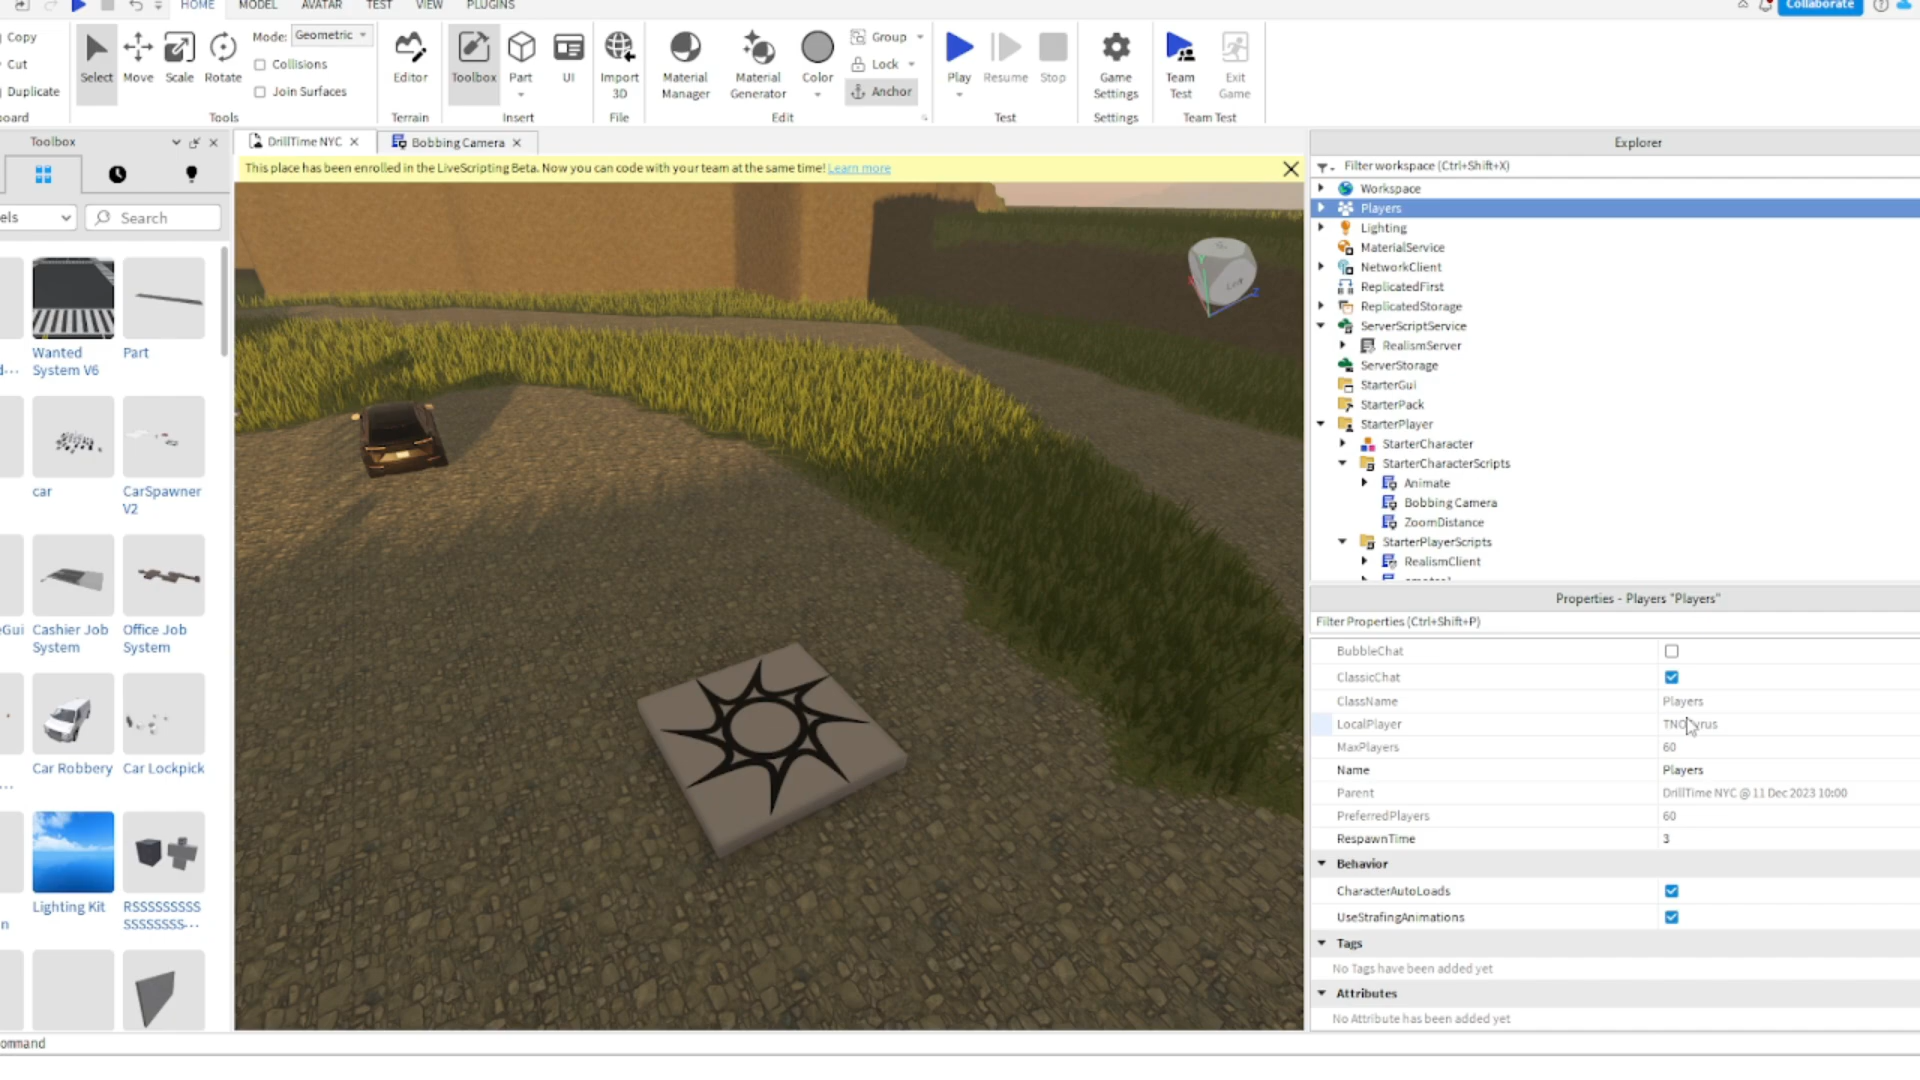 HOME MODEL AVATAR TEST VIEW PLUGINS Collaborate
Copy
Cut
Duplicate
Select Move Scale Rotate
Mode: Geometric
Collisions
Join Surfaces
Tools
Editor
Terrain
Toolbox Part UI
Insert
Import 3D
File
Material Manager
Material Generator
Color
Group
Lock
Anchor
Edit
Play Resume Stop
Test
Game Settings
Settings
Team Test
Exit Game
Team Test
Toolbox
DrillTime NYC
Bobbing Camera
This place has been enrolled in the LiveScripting Beta. Now you can code with your team at the same time! Learn more
els
Search
Wanted System V6
Part
car
CarSpawner V2
eGui
Cashier Job System
Office Job System
Car Robbery
Car Lockpick
Lighting Kit
RSSSSSSSSS
SSSSSSSS...
ommand
Explorer
Filter workspace (Ctrl+Shift+X)
Workspace
Players
Lighting
MaterialService
NetworkClient
ReplicatedFirst
ReplicatedStorage
ServerScriptService
RealismServer
ServerStorage
StarterGui
StarterPack
StarterPlayer
StarterCharacter
StarterCharacterScripts
Animate
Bobbing Camera
ZoomDistance
StarterPlayerScripts
RealismClient
Properties - Players "Players"
Filter Properties (Ctrl+Shift+P)
BubbleChat
ClassicChat
ClassName Players
LocalPlayer
MaxPlayers 60
Name Players
Parent DrillTime NYC @ 11 Dec 2023 10:00
PreferredPlayers 60
RespawnTime 3
Behavior
CharacterAutoLoads
UseStrafingAnimations
Tags
No Tags have been added yet
Attributes
No Attribute has been added yet